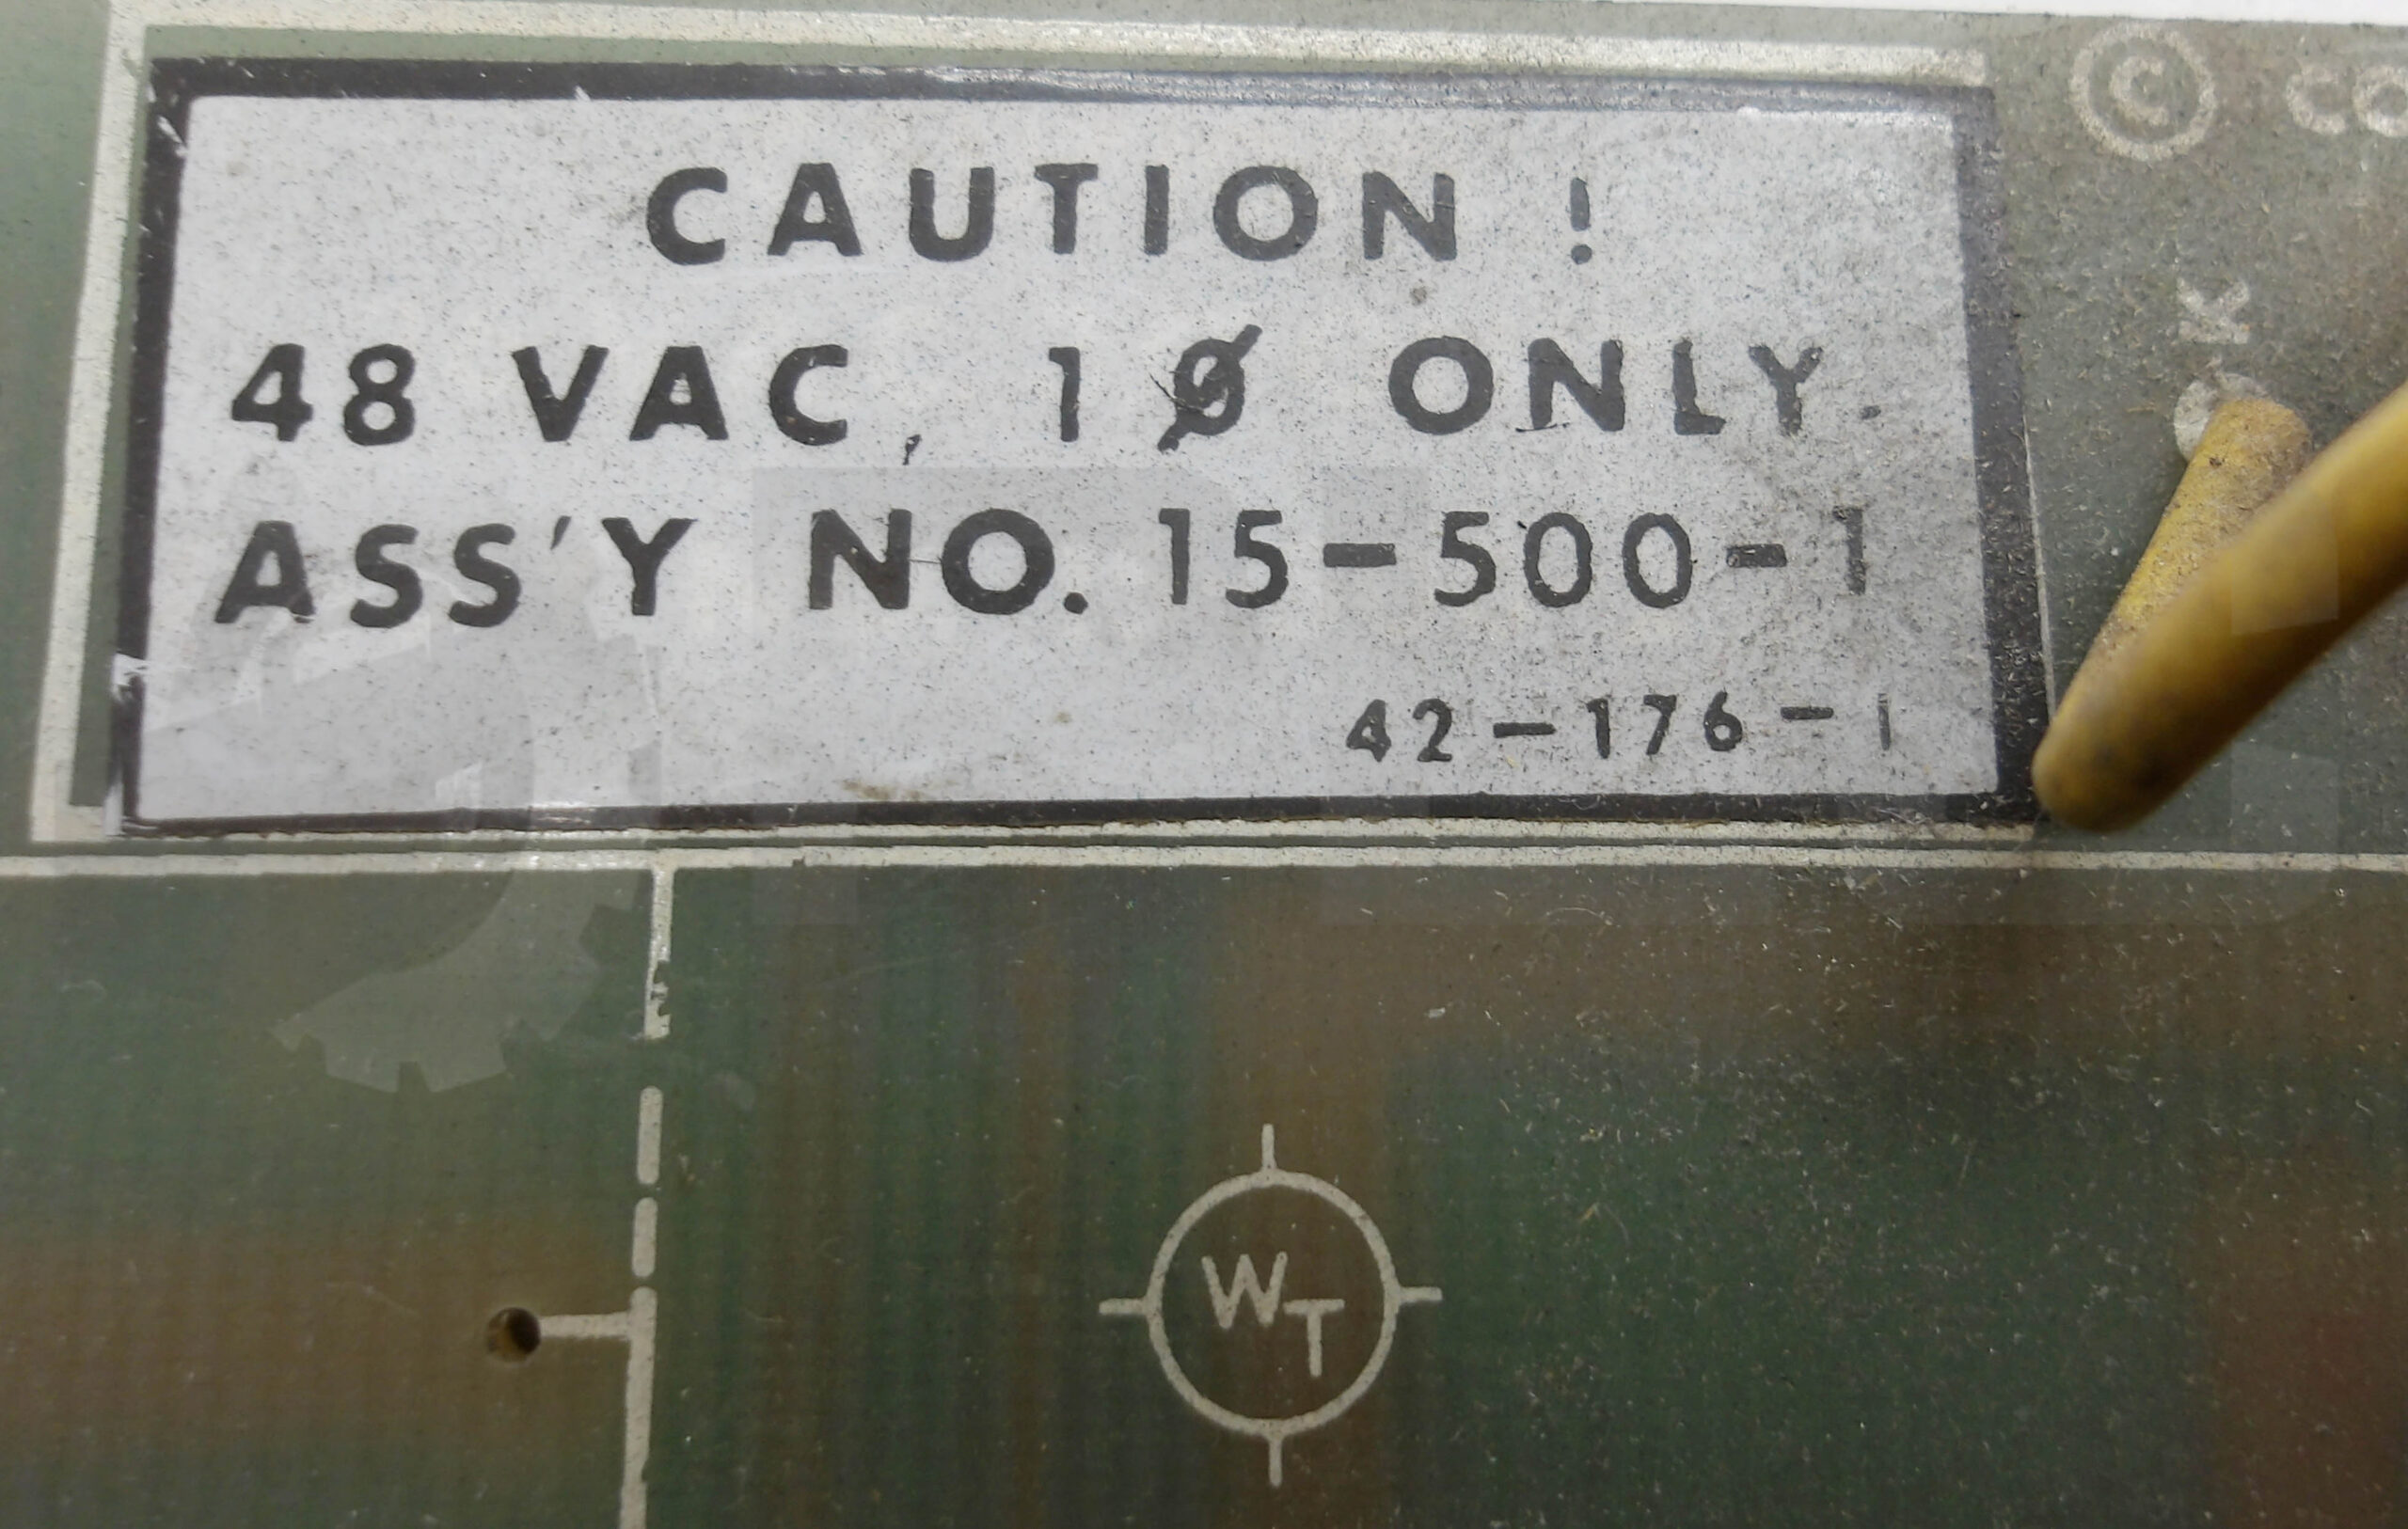 CAUTION !
48 VAC, 1 Ø ONLY.
ASS'Y NO. 15-500-1
42-176-1
©
K
WT